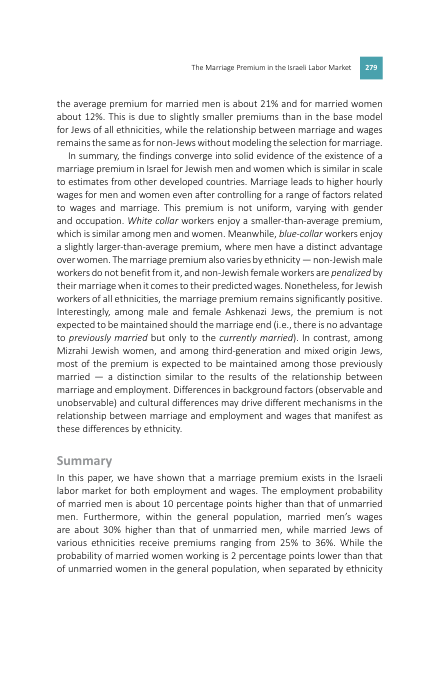 The Marriage Premium in the Israeli Labor Market 279
the average premium for married men is about 21% and for married women
about 12%. This is due to slightly smaller premiums than in the base model
for Jews of all ethnicities, while the relationship between marriage and wages
remains the same as for non-Jews without modeling the selection for marriage.
In summary, the findings converge into solid evidence of the existence of a
marriage premium in Israel for Jewish men and women which is similar in scale
to estimates from other developed countries. Marriage leads to higher hourly
wages for men and women even after controlling for a range of factors related
to wages and marriage. This premium is not uniform, varying with gender
and occupation. White collar workers enjoy a smaller-than-average premium,
which is similar among men and women. Meanwhile, blue-collar workers enjoy
a slightly larger-than-average premium, where men have a distinct advantage
over women. The marriage premium also varies by ethnicity — non-Jewish male
workers do not benefit from it, and non-Jewish female workers are penalized by
their marriage when it comes to their predicted wages. Nonetheless, for Jewish
workers of all ethnicities, the marriage premium remains significantly positive.
Interestingly, among male and female Ashkenazi Jews, the premium is not
expected to be maintained should the marriage end (i.e., there is no advantage
to previously married but only to the currently married). In contrast, among
Mizrahi Jewish women, and among third-generation and mixed origin Jews,
most of the premium is expected to be maintained among those previously
married — a distinction similar to the results of the relationship between
marriage and employment. Differences in background factors (observable and
unobservable) and cultural differences may drive different mechanisms in the
relationship between marriage and employment and wages that manifest as
these differences by ethnicity.
Summary
In this paper, we have shown that a marriage premium exists in the Israeli
labor market for both employment and wages. The employment probability
of married men is about 10 percentage points higher than that of unmarried
men. Furthermore, within the general population, married men's wages
are about 30% higher than that of unmarried men, while married Jews of
various ethnicities receive premiums ranging from 25% to 36%. While the
probability of married women working is 2 percentage points lower than that
of unmarried women in the general population, when separated by ethnicity